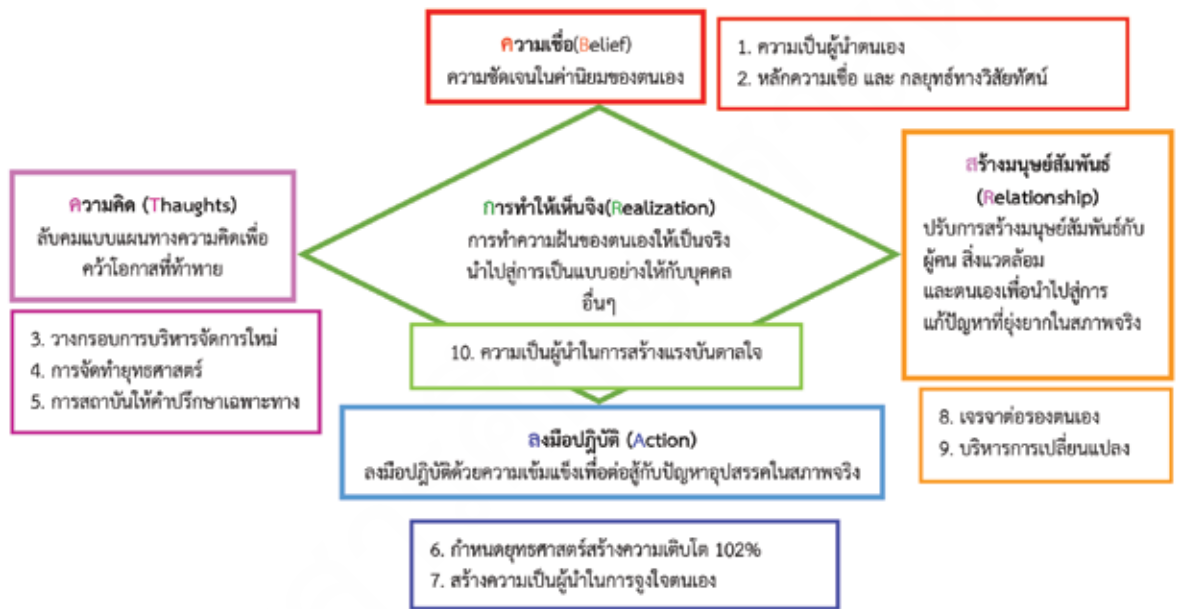 ความเชื่อ(Belief)
ความชัดเจนในค่านิยมของตนเอง
1. ความเป็นผู้นำตนเอง
2. หลักความเชื่อ และ กลยุทธ์ทางวิสัยทัศน์
ความคิด (Thaughts)
ลับคมแบบแผนทางความคิดเพื่อ
คว้าโอกาสที่ท้าทาย
3. วางกรอบการบริหารจัดการใหม่
4. การจัดทำยุทธศาสตร์
5. การสถาบันให้คำปรึกษาเฉพาะทาง
การทำให้เห็นจริง(Realization)
การทำความฝันของตนเองให้เป็นจริง
นำไปสู่การเป็นแบบอย่างให้กับบุคคล
อื่นๆ
10. ความเป็นผู้นำในการสร้างแรงบันดาลใจ
สร้างมนุษย์สัมพันธ์
(Relationship)
ปรับการสร้างมนุษย์สัมพันธ์กับ
ผู้คน สิ่งแวดล้อม
และตนเองเพื่อนำไปสู่การ
แก้ปัญหาที่ยุ่งยากในสภาพจริง
8. เจรจาต่อรองตนเอง
9. บริหารการเปลี่ยนแปลง
ลงมือปฏิบัติ (Action)
ลงมือปฏิบัติด้วยความเข้มแข็งเพื่อต่อสู้กับปัญหาอุปสรรคในสภาพจริง
6. กำหนดยุทธศาสตร์สร้างความเติบโต 102%
7. สร้างความเป็นผู้นำในการจูงใจตนเอง